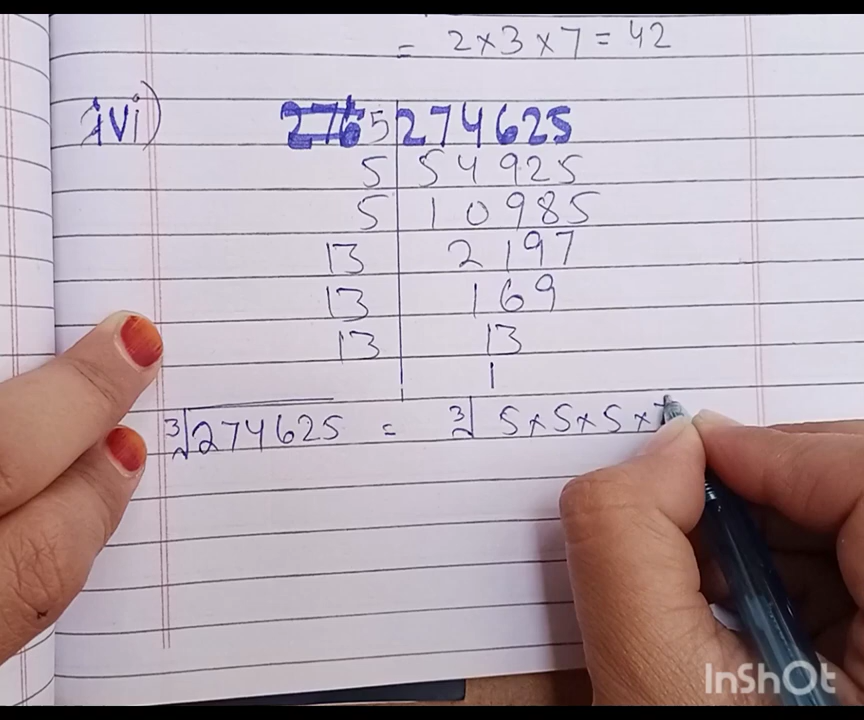 = 2×3×7 = 42
ivi) 5 274625
5 54925
5 10985
13 2197
13 169
13 13
1
∛274625 = ∛5×5×5×
InShOt